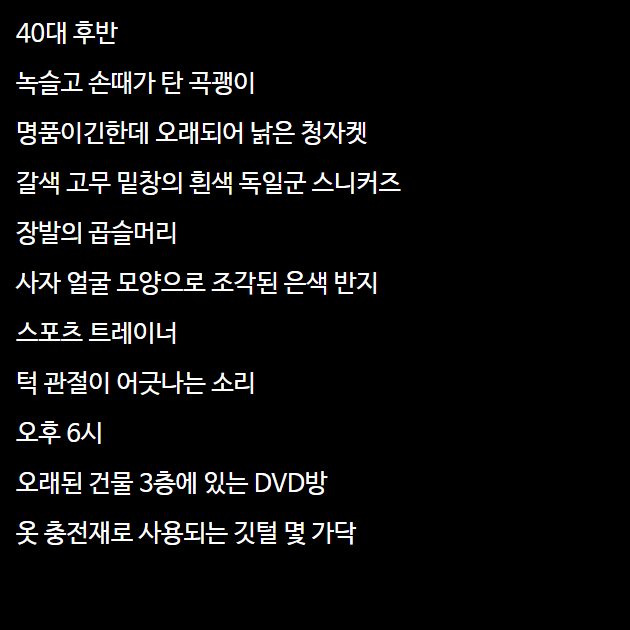 40대 후반
녹슬고 손때가 탄 곡괭이
명품이긴한데 오래되어 낡은 청자켓
갈색 고무 밑창의 흰색 독일군 스니커즈
장발의 곱슬머리
사자 얼굴 모양으로 조각된 은색 반지
스포츠 트레이너
턱 관절이 어긋나는 소리
오후 6시
오래된 건물 3층에 있는 DVD방
옷 충전재로 사용되는 깃털 몇 가닥